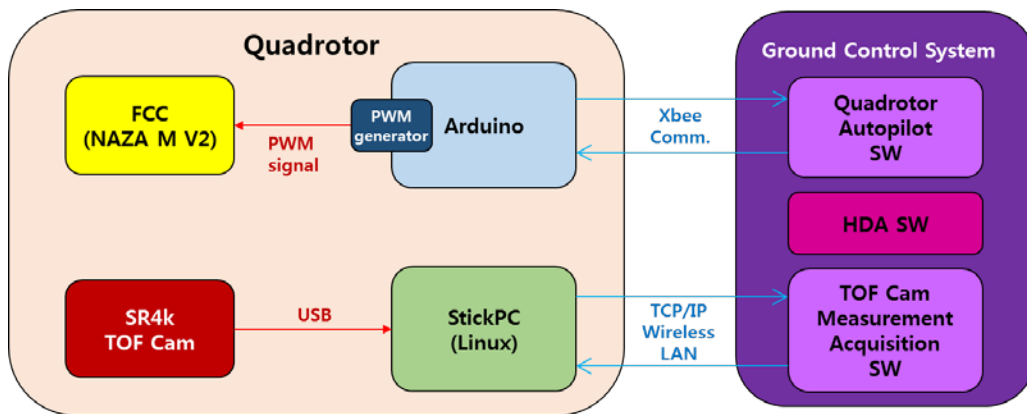 Quadrotor
FCC
(NAZA M V2)
PWM
signal
PWM
generator
Arduino
SR4k
TOF Cam
USB
StickPC
(Linux)
Xbee
Comm.
TCP/IP
Wireless
LAN
Ground Control System
Quadrotor
Autopilot
SW
HDA SW
TOF Cam
Measurement
Acquisition
SW